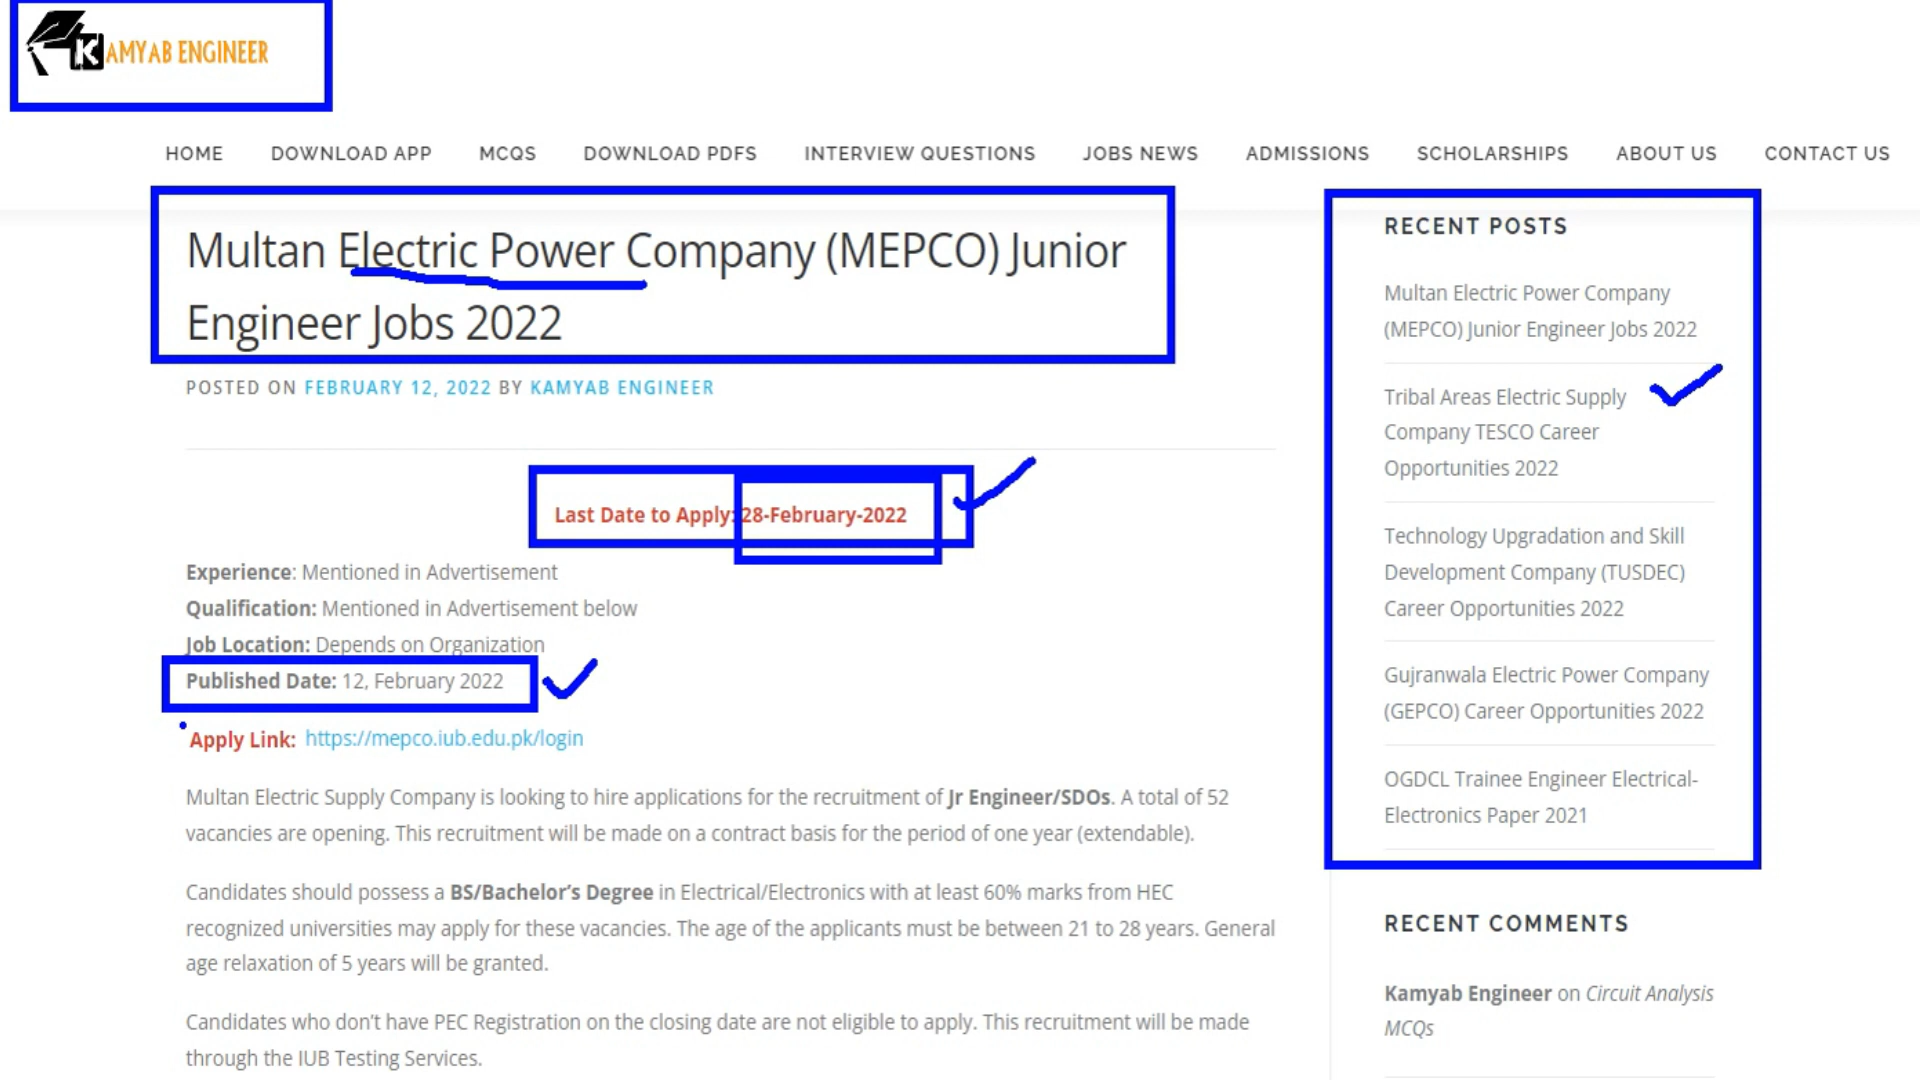 KAMYAB ENGINEER
HOME DOWNLOAD APP MCQS DOWNLOAD PDFS INTERVIEW QUESTIONS JOBS NEWS ADMISSIONS SCHOLARSHIPS ABOUT US CONTACT US
Multan Electric Power Company (MEPCO) Junior
Engineer Jobs 2022
POSTED ON FEBRUARY 12, 2022 BY KAMYAB ENGINEER
Last Date to Apply: 28-February-2022
Experience: Mentioned in Advertisement
Qualification: Mentioned in Advertisement below
Job Location: Depends on Organization
Published Date: 12, February 2022
Apply Link: https://mepco.iub.edu.pk/login
Multan Electric Supply Company is looking to hire applications for the recruitment of Jr Engineer/SDOs. A total of 52
vacancies are opening. This recruitment will be made on a contract basis for the period of one year (extendable).
Candidates should possess a BS/Bachelor's Degree in Electrical/Electronics with at least 60% marks from HEC
recognized universities may apply for these vacancies. The age of the applicants must be between 21 to 28 years. General
age relaxation of 5 years will be granted.
Candidates who don't have PEC Registration on the closing date are not eligible to apply. This recruitment will be made
through the IUB Testing Services.
RECENT POSTS
Multan Electric Power Company
(MEPCO) Junior Engineer Jobs 2022
Tribal Areas Electric Supply
Company TESCO Career
Opportunities 2022
Technology Upgradation and Skill
Development Company (TUSDEC)
Career Opportunities 2022
Gujranwala Electric Power Company
(GEPCO) Career Opportunities 2022
OGDCL Trainee Engineer Electrical-
Electronics Paper 2021
RECENT COMMENTS
Kamyab Engineer on Circuit Analysis
MCQs